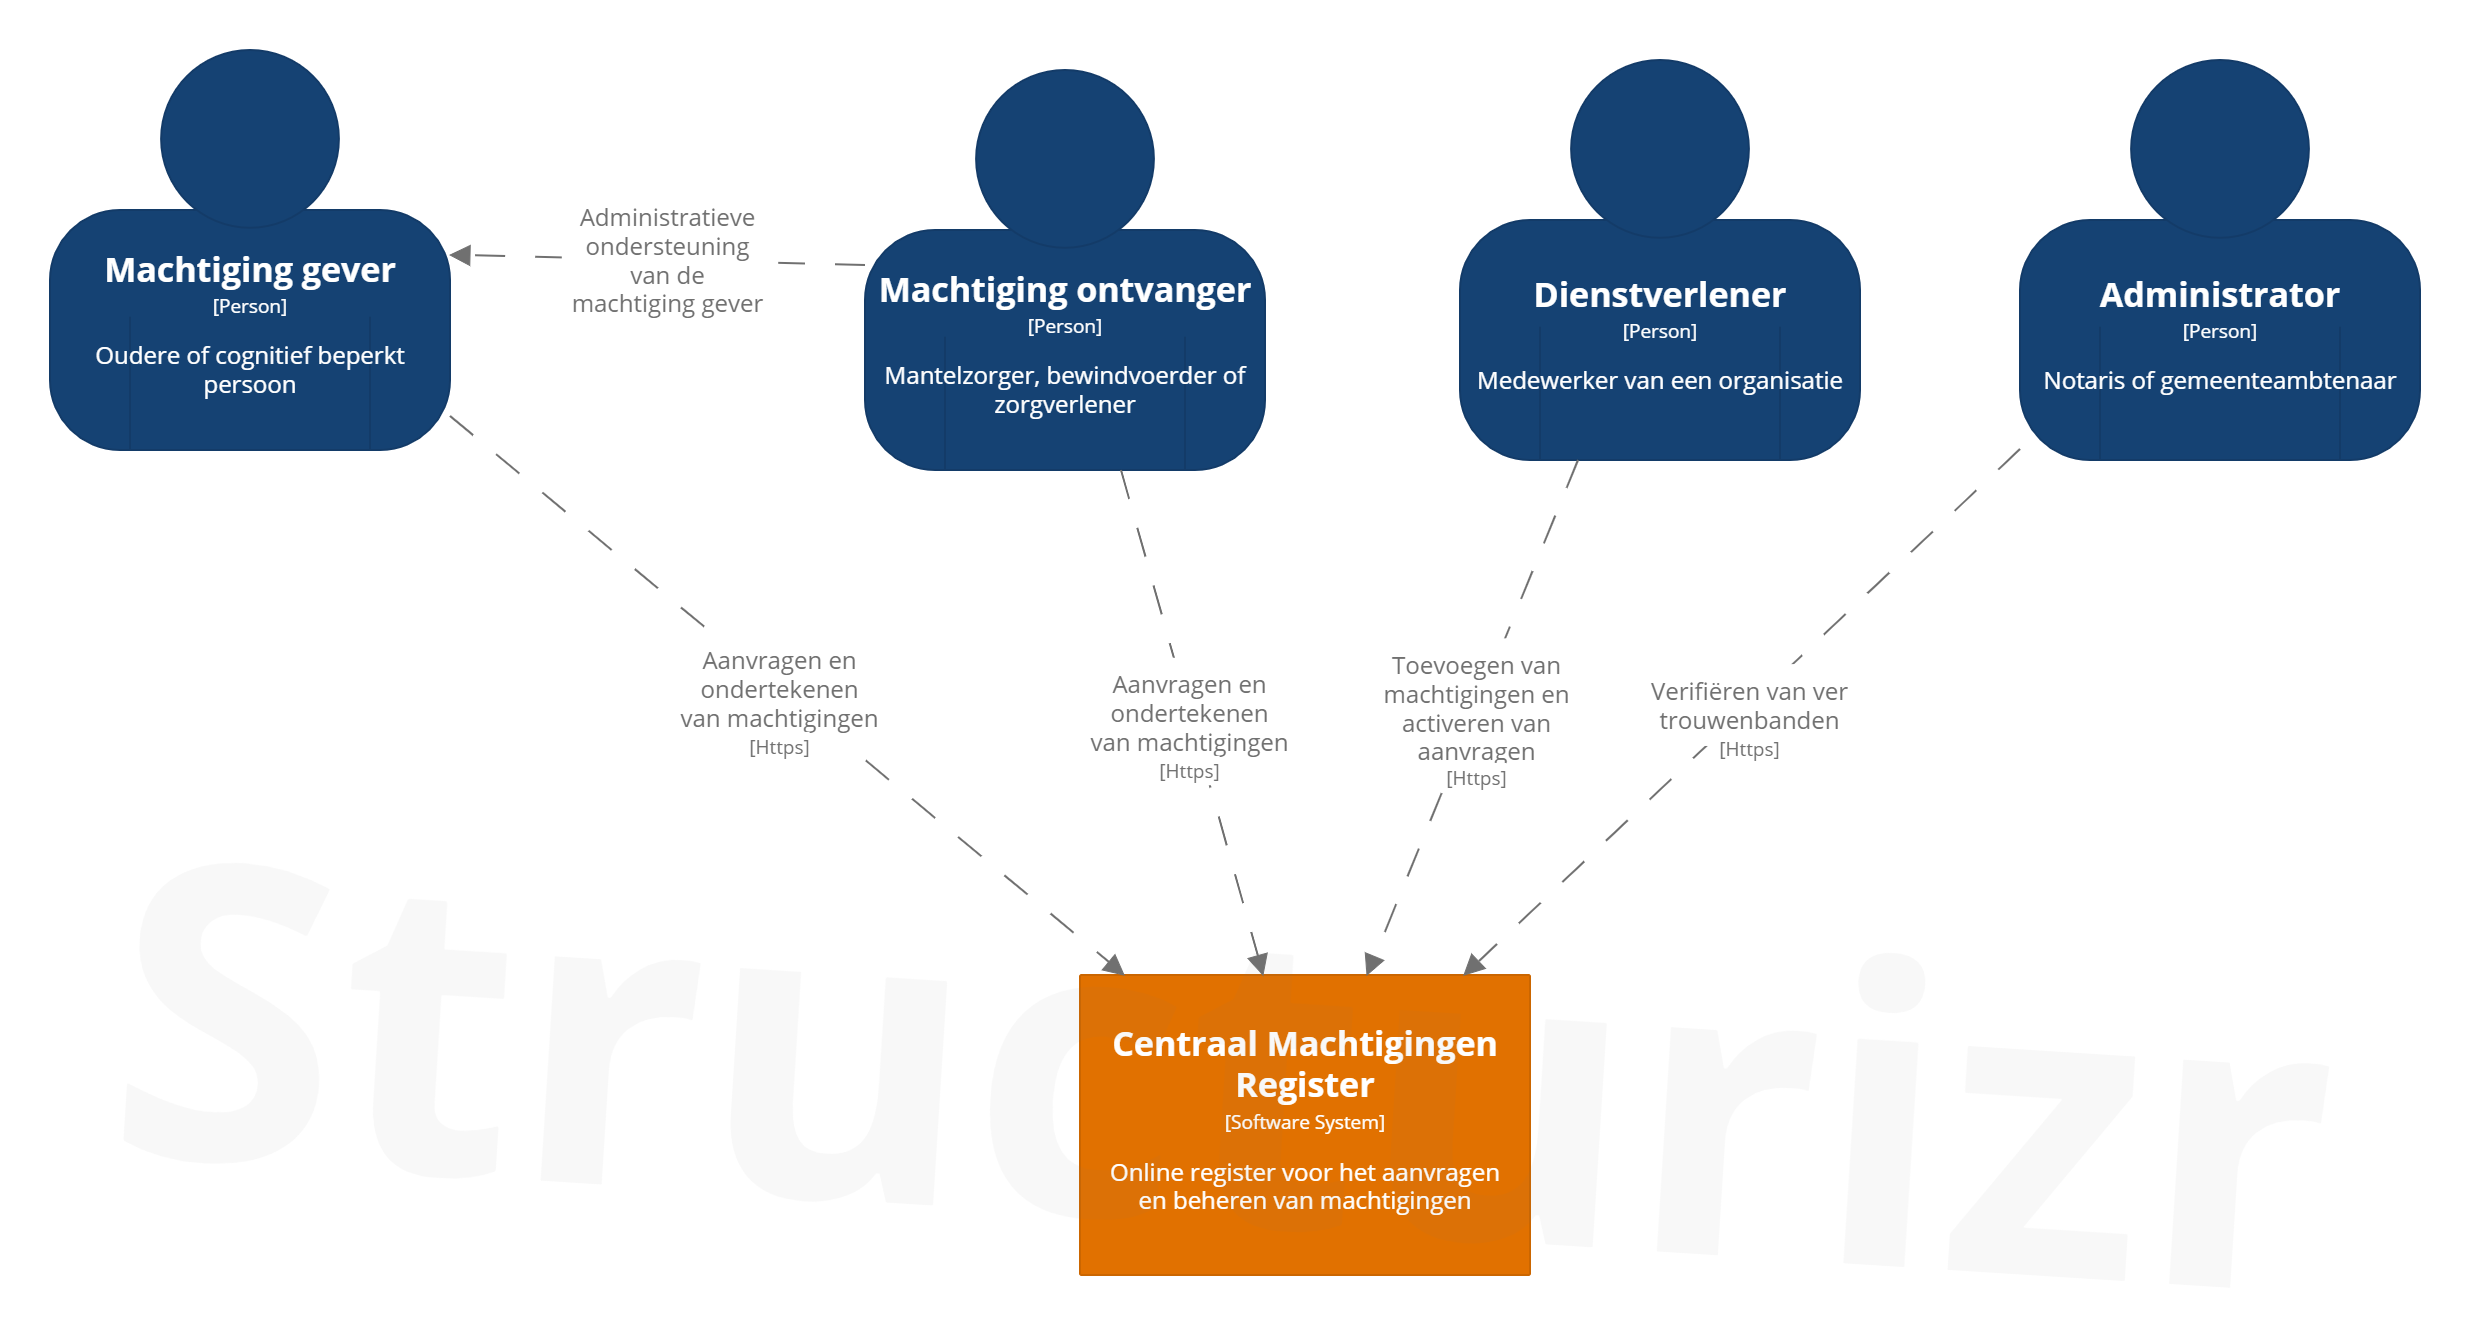 Machtiging gever
[Person]
Oudere of cognitief beperkt
persoon
Administratieve
ondersteuning
van de
machtiging gever
Machtiging ontvanger
[Person]
Mantelzorger, bewindvoerder of
zorgverlener
Dienstverlener
[Person]
Medewerker van een organisatie
Administrator
[Person]
Notaris of gemeenteambtenaar
Aanvragen en
ondertekenen
van machtigingen
[Https]
Aanvragen en
ondertekenen
van machtigingen
[Https]
Toevoegen van
machtigingen en
activeren van
aanvragen
[Https]
Verifiëren van ver
trouwenbanden
[Https]
Centraal Machtigingen
Register
[Software System]
Online register voor het aanvragen
en beheren van machtigingen
Structurizr